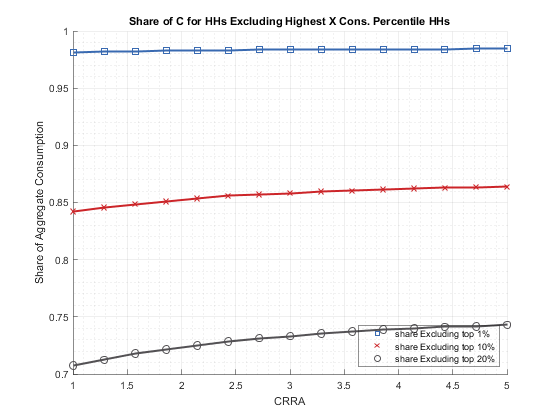 Share of C for HHs Excluding Highest X Cons. Percentile HHs
Share of Aggregate Consumption
1
0.95
0.9
0.85
0.8
0.75
0.7
share Excluding top 1%
share Excluding top 10%
share Excluding top 20%
1
1.5
2
2.5
3
3.5
4
4.5
5
CRRA